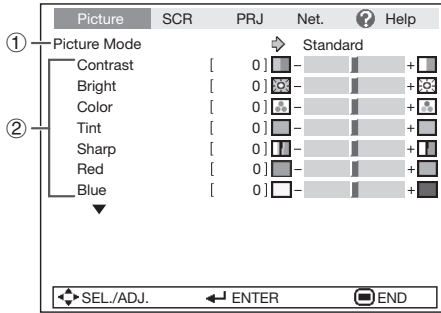 Picture SCR PRJ Net. ? Help
① Picture Mode Standard
Contrast [ 0 ] − +
Bright [ 0 ] − +
② Color [ 0 ] − +
Tint [ 0 ] − +
Sharp [ 0 ] − +
Red [ 0 ] − +
Blue [ 0 ] − +
SEL./ADJ. ENTER END